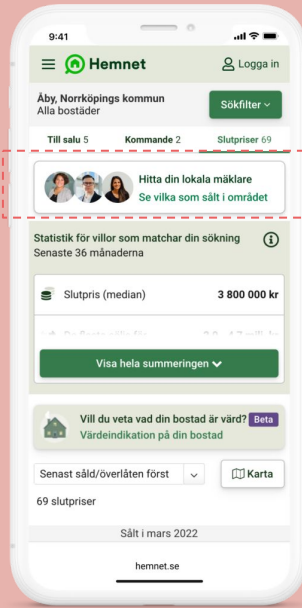 9:41
Hemnet
Logga in
Åby, Norrköpings kommun
Alla bostäder
Sökfilter
Till salu 5 Kommande 2 Slutpriser 69
Hitta din lokala mäklare
Se vilka som sålt i området
Statistik för villor som matchar din sökning
Senaste 36 månaderna
Slutpris (median) 3 800 000 kr
Visa hela summeringen
Vill du veta vad din bostad är värd? Beta
Värdeindikation på din bostad
Senast såld/överlåten först
Karta
69 slutpriser
Sålt i mars 2022
hemnet.se